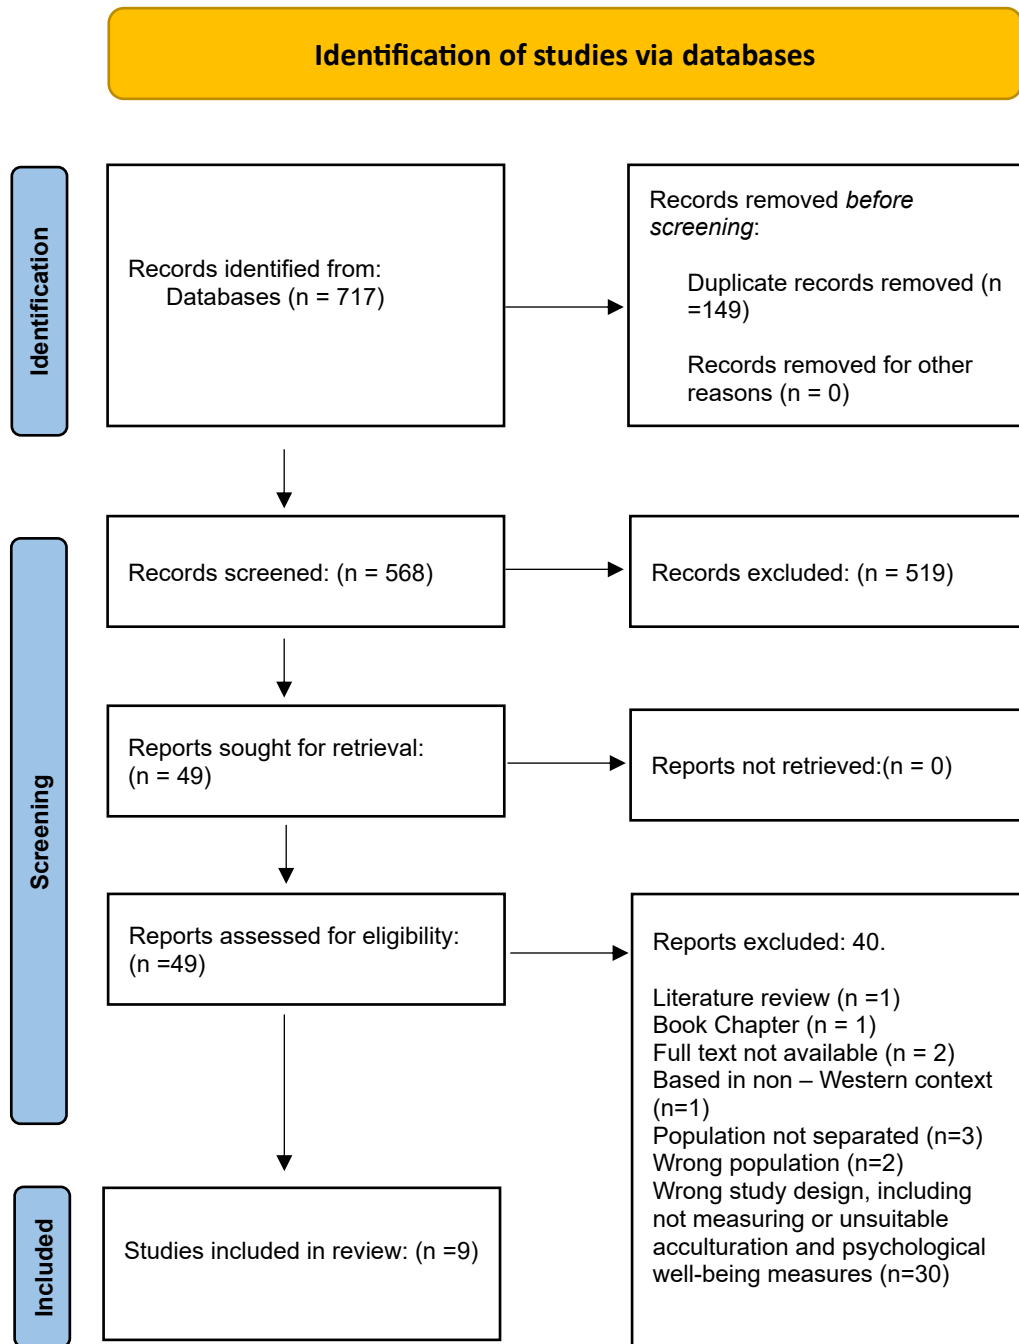 Identification of studies via databases
Identification
Records identified from:
Databases (n = 717)
Records removed before
screening:
Duplicate records removed (n
=149)
Records removed for other
reasons (n = 0)
Screening
Records screened: (n = 568)
Records excluded: (n = 519)
Reports sought for retrieval:
(n = 49)
Reports not retrieved:(n = 0)
Reports assessed for eligibility:
(n =49)
Reports excluded: 40.
Literature review (n =1)
Book Chapter (n = 1)
Full text not available (n = 2)
Based in non – Western context
(n=1)
Population not separated (n=3)
Wrong population (n=2)
Wrong study design, including
not measuring or unsuitable
acculturation and psychological
well-being measures (n=30)
Included
Studies included in review: (n =9)